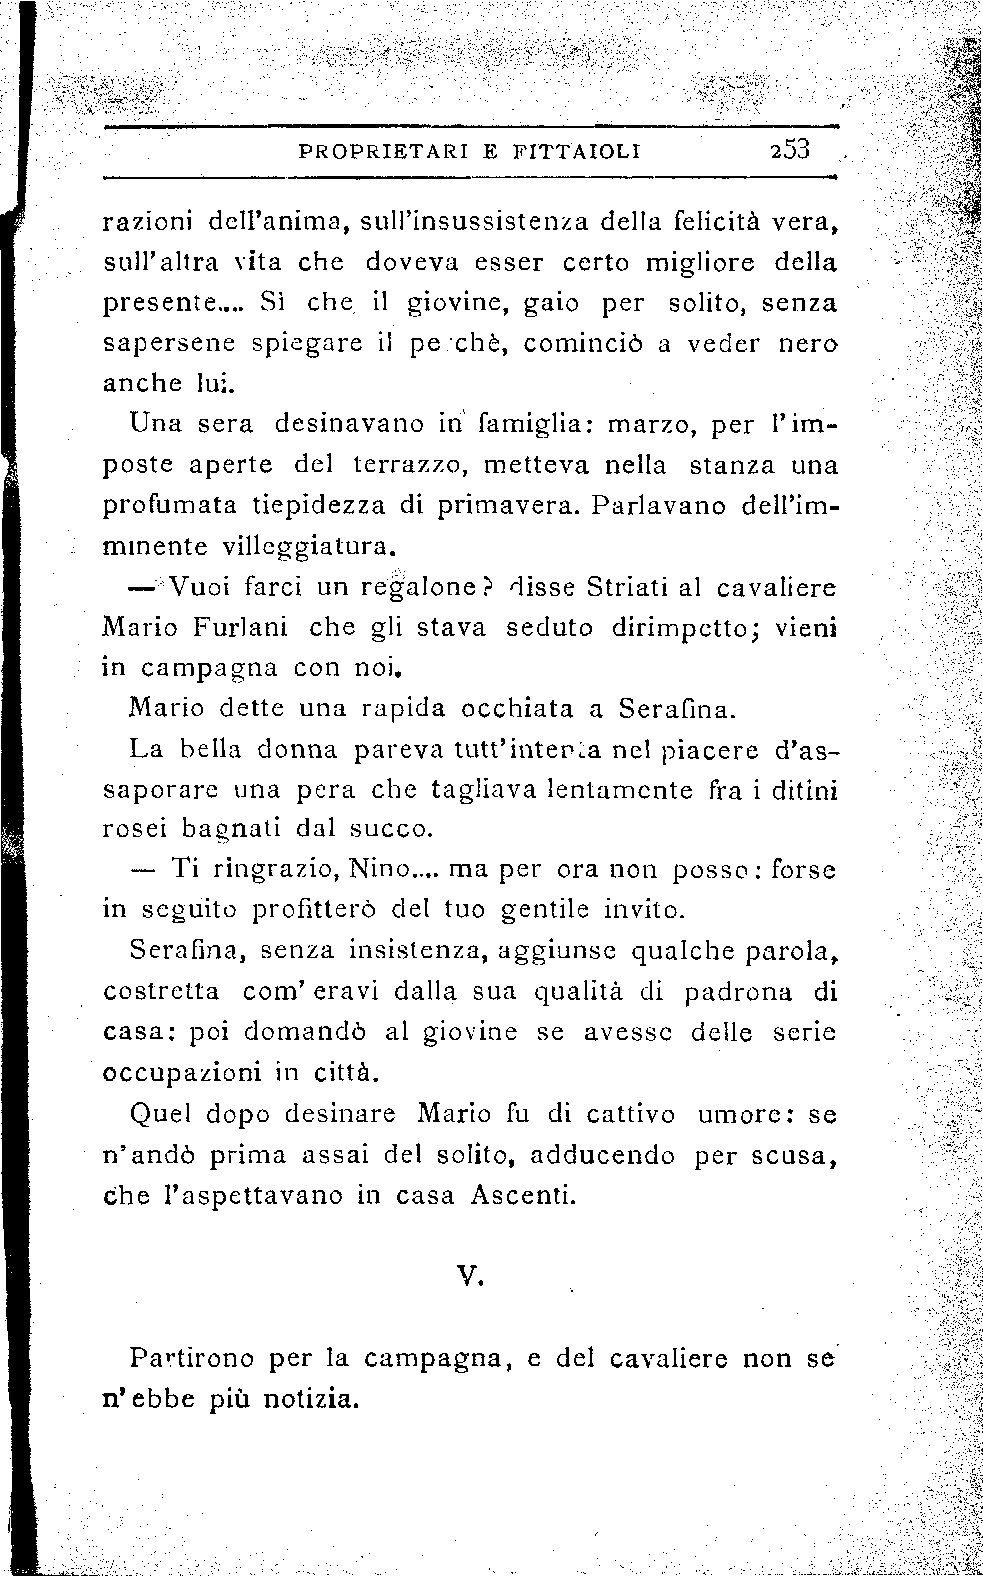 PROPRIETARI E FITTAIOLI 253
razioni dell'anima, sull'insussistenza della felicità vera,
sull'altra vita che doveva esser certo migliore della
presente.... Sì che il giovine, gaio per solito, senza
sapersene spiegare il perchè, cominciò a veder nero
anche lui.
Una sera desinavano in famiglia: marzo, per l'im-
poste aperte del terrazzo, metteva nella stanza una
profumata tiepidezza di primavera. Parlavano dell'im-
minente villeggiatura.
— Vuoi farci un regalone? disse Striati al cavaliere
Mario Furlani che gli stava seduto dirimpetto; vieni
in campagna con noi.
Mario dette una rapida occhiata a Serafina.
La bella donna pareva tutt'intenta nel piacere d'as-
saporare una pera che tagliava lentamente fra i ditini
rosei bagnati dal succo.
— Ti ringrazio, Nino.... ma per ora non posso: forse
in seguito profitterò del tuo gentile invito.
Serafina, senza insistenza, aggiunse qualche parola,
costretta com'eravi dalla sua qualità di padrona di
casa: poi domandò al giovine se avesse delle serie
occupazioni in città.
Quel dopo desinare Mario fu di cattivo umore: se
n'andò prima assai del solito, adducendo per scusa,
che l'aspettavano in casa Ascenti.
V.
Partirono per la campagna, e del cavaliere non se
n'ebbe più notizia.